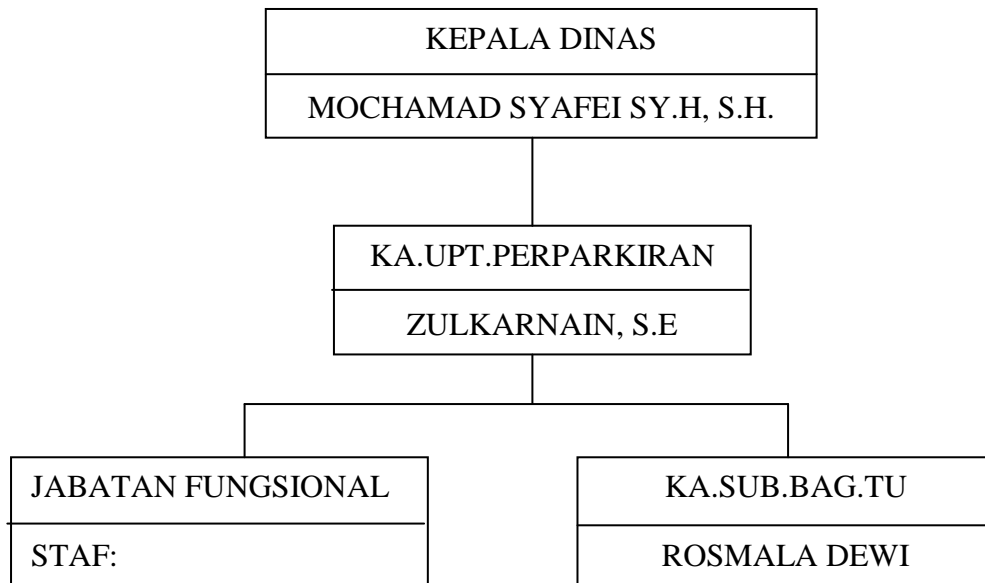 KEPALA DINAS
MOCHAMAD SYAFEI SY.H, S.H.
KA.UPT.PERPARKIRAN
ZULKARNAIN, S.E
JABATAN FUNGSIONAL
STAF:
KA.SUB.BAG.TU
ROSMALA DEWI